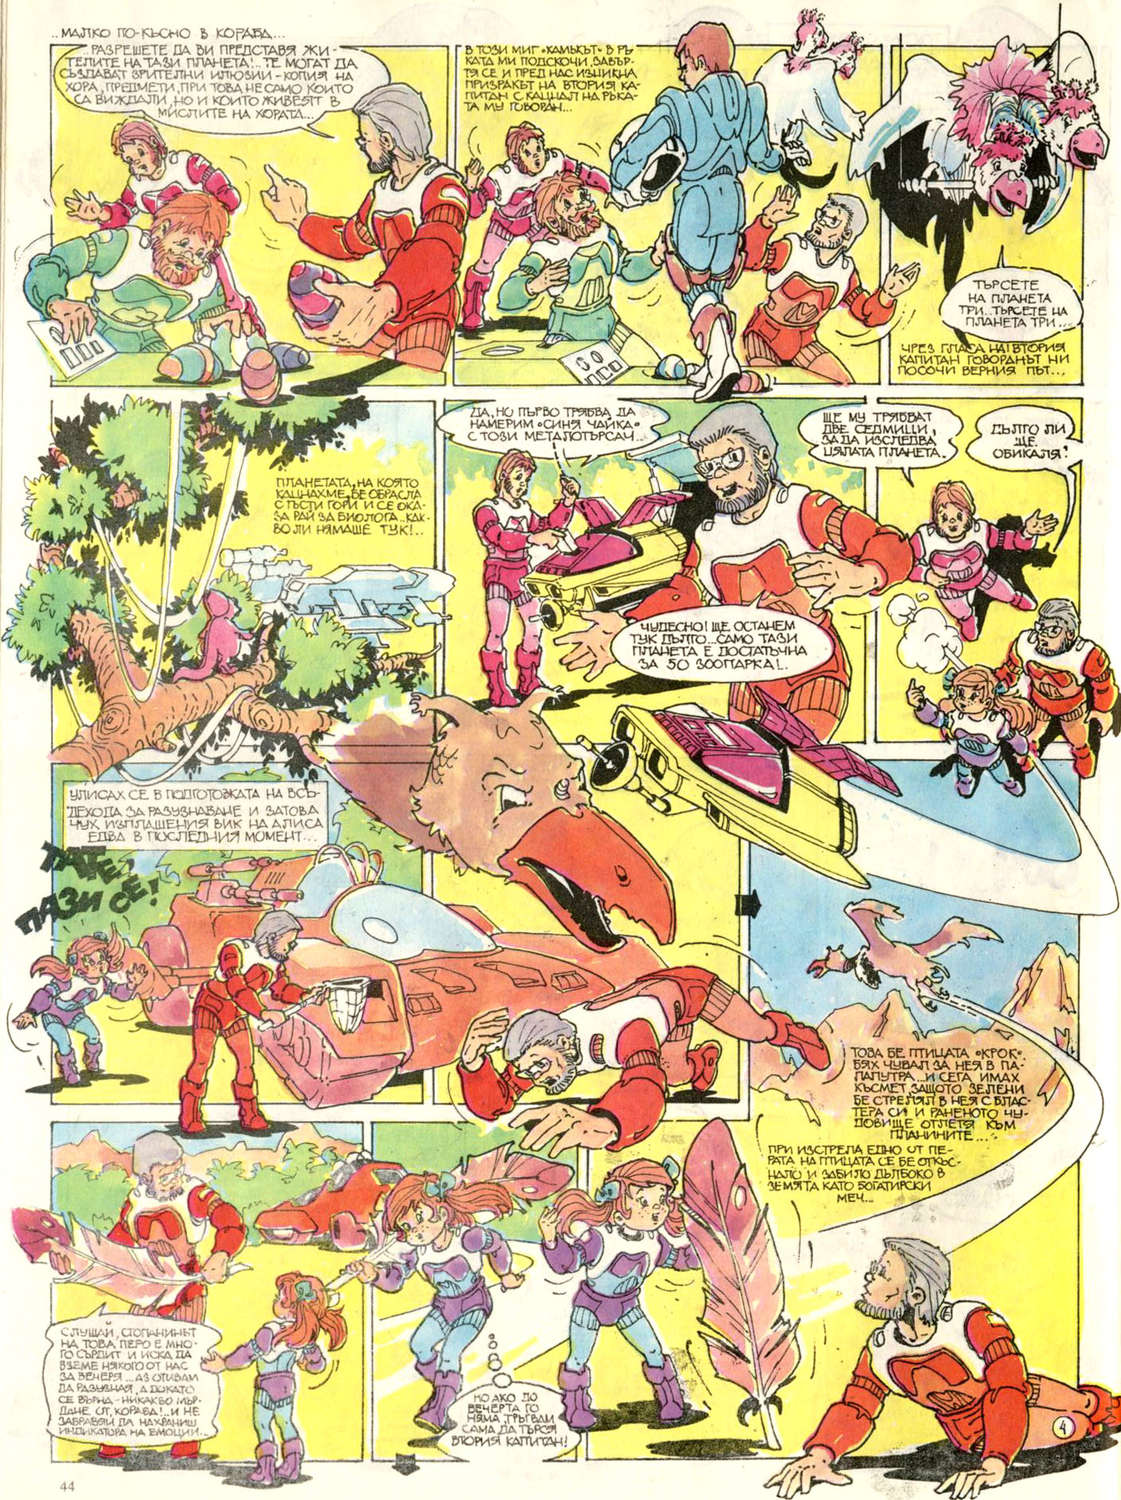 ..МАЛКО ПО-КЪСНО В КОРАБА...
...РАЗРЕШЕТЕ ДА ВИ ПРЕДСТАВЯ ЖИ-
ТЕЛИТЕ НА ТАЗИ ПЛАНЕТА!.. ТЕ МОГАТ ДА
СЪЗДАВАТ ЗРИТЕЛНИ ИЛЮЗИИ - КОПИЯ НА
ХОРА, ПРЕДМЕТИ, ПРИ ТОВА НЕ САМО КОИТО
СА ВИЖДАЛИ, НО И КОИТО ЖИВЕЯТ В
МИСЛИТЕ НА ХОРАТА...
В ТОЗИ МИГ «КАМЪКЪТ» В РЪ-
КАТА МИ ПОДСКОЧИ, ЗАВЪР-
ТЯ СЕ И ПРЕД НАС ИЗНИКНА
ПРИЗРАКЪТ НА ВТОРИЯ КА-
ПИТАН С КАЦНАЛ НА РЪКА-
ТА МУ ГОВОРАН...
ТЪРСЕТЕ
НА ПЛАНЕТА
ТРИ...ТЪРСЕТЕ НА
ПЛАНЕТА ТРИ...
ЧРЕЗ ГЛАСА НА ВТОРИЯ
КАПИТАН ГОВОРАНЪТ НИ
ПОСОЧИ ВЕРНИЯ ПЪТ...
ПЛАНЕТАТА, НА КОЯТО
КАЦНАХМЕ, БЕ ОБРАСЛА
С ГЪСТИ ГОРИ И СЕ ОКА-
ЗА РАЙ ЗА БИОЛОГА..КАК-
ВО ЛИ НЯМАШЕ ТУК!..
ДА, НО ПЪРВО ТРЯБВА ДА
НАМЕРИМ «СИНЯ ЧАЙКА»
С ТОЗИ МЕТАЛОТЪРСАЧ...
ЧУДЕСНО! ЩЕ ОСТАНЕМ
ТУК ДЪЛГО...САМО ТАЗИ
ПЛАНЕТА Е ДОСТАТЪЧНА
ЗА 50 ЗООПАРКА!..
ЩЕ МУ ТРЯБВАТ
ДВЕ СЕДМИЦИ,
ЗА ДА ИЗСЛЕДВА
ЦЯЛАТА ПЛАНЕТА.
ДЪЛГО ЛИ
ЩЕ
ОБИКАЛЯ?
УЛИСАХ СЕ В ПОДГОТОВКАТА НА ВСЪ-
ДЕХОДА ЗА РАЗУЗНАВАНЕ И ЗАТОВА
ЧУХ ИЗПЛАШЕНИЯ ВИК НА АЛИСА
ЕДВА В ПОСЛЕДНИЯ МОМЕНТ...
ТАТЕ,
ПАЗИ СЕ!
ТОВА БЕ ПТИЦАТА «КРОК».
БЯХ ЧУВАЛ ЗА НЕЯ В ПА-
ЛАПУТРА...И СЕГА ИМАХ
КЪСМЕТ, ЗАЩОТО ЗЕЛЕНИ
БЕ СТРЕЛЯЛ В НЕЯ С БЛАС-
ТЕРА СИ И РАНЕНОТО ЧУ-
ДОВИЩЕ ОТЛЕТЯ КЪМ
ПЛАНИНИТЕ...
ПРИ ИЗСТРЕЛА ЕДНО ОТ ПЕ-
РАТА НА ПТИЦАТА СЕ БЕ ОТКЪС-
НАЛО И ЗАБИЛО ДЪЛБОКО В
ЗЕМЯТА КАТО БОГАТИРСКИ
МЕЧ...
СЛУШАЙ, СТОПАНИНЪТ
НА ТОВА ПЕРО Е МНО-
ГО СЪРДИТ И ИСКА ДА
ВЗЕМЕ НЯКОГО ОТ НАС
ЗА ВЕЧЕРЯ... АЗ ОТИВАМ
ДА РАЗУЗНАЯ, А ДОКАТО
СЕ ВЪРНА - НИКАКВО МЪР-
ДАНЕ ОТ КОРАБА!...И НЕ
ЗАБРАВЯЙ ДА НАХРАНИШ
ИНДИКАТОРА НА ЕМОЦИИ...
НО АКО ДО
ВЕЧЕРТА ГО
НЯМА, ТРЪГВАМ
САМА ДА ТЪРСЯ
ВТОРИЯ КАПИТАН!
4
44